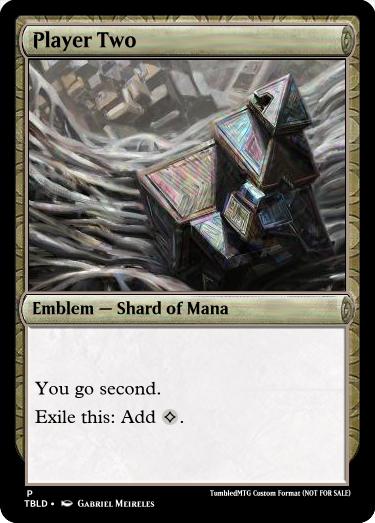 Player Two
Emblem — Shard of Mana
You go second.
Exile this: Add .
P
TBLD • Gabriel Meireles
TumbledMTG Custom Format (NOT FOR SALE)